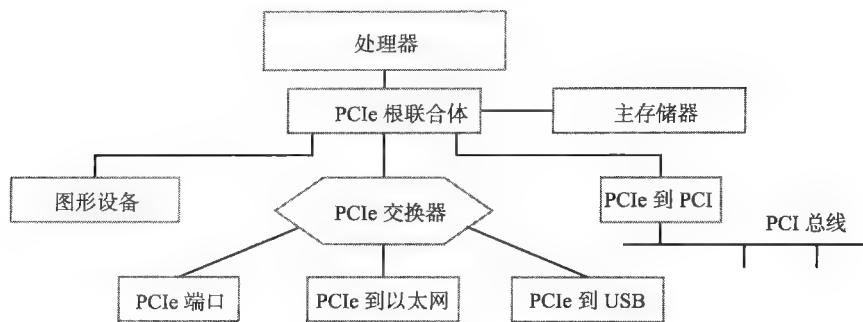 处理器
PCIe 根联合体
主存储器
图形设备
PCIe 交换器
PCIe 到 PCI
PCI 总线
PCIe 端口
PCIe 到以太网
PCIe 到 USB